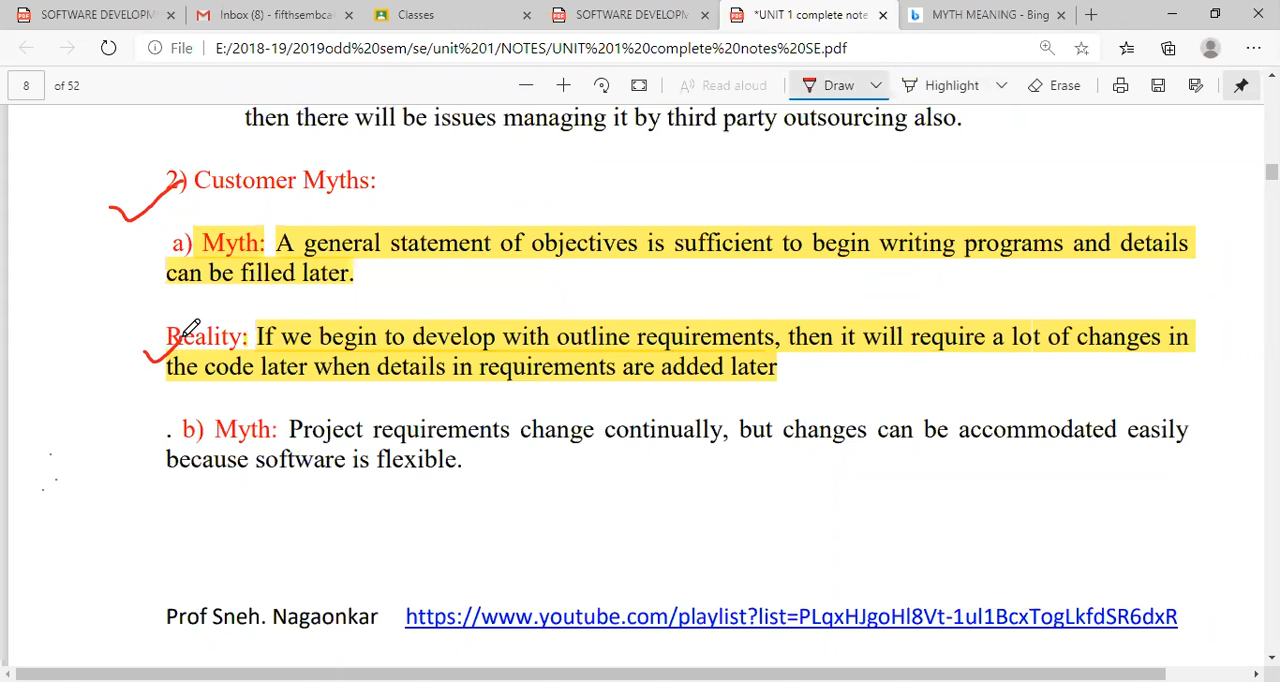 SOFTWARE DEVELOPM
Inbox (8) - fifthsembca
Classes
SOFTWARE DEVELOPM
*UNIT 1 complete note
MYTH MEANING - Bing
File
E:/2018-19/2019odd%20sem/se/unit%201/NOTES/UNIT%201%20complete%20notes%20SE.pdf
8 of 52
Read aloud
Draw
Highlight
Erase
then there will be issues managing it by third party outsourcing also.
2) Customer Myths:
a) Myth: A general statement of objectives is sufficient to begin writing programs and details
can be filled later.
Reality: If we begin to develop with outline requirements, then it will require a lot of changes in
the code later when details in requirements are added later
. b) Myth: Project requirements change continually, but changes can be accommodated easily
because software is flexible.
Prof Sneh. Nagaonkar https://www.youtube.com/playlist?list=PLqxHJgoHl8Vt-1ul1BcxTogLkfdSR6dxR